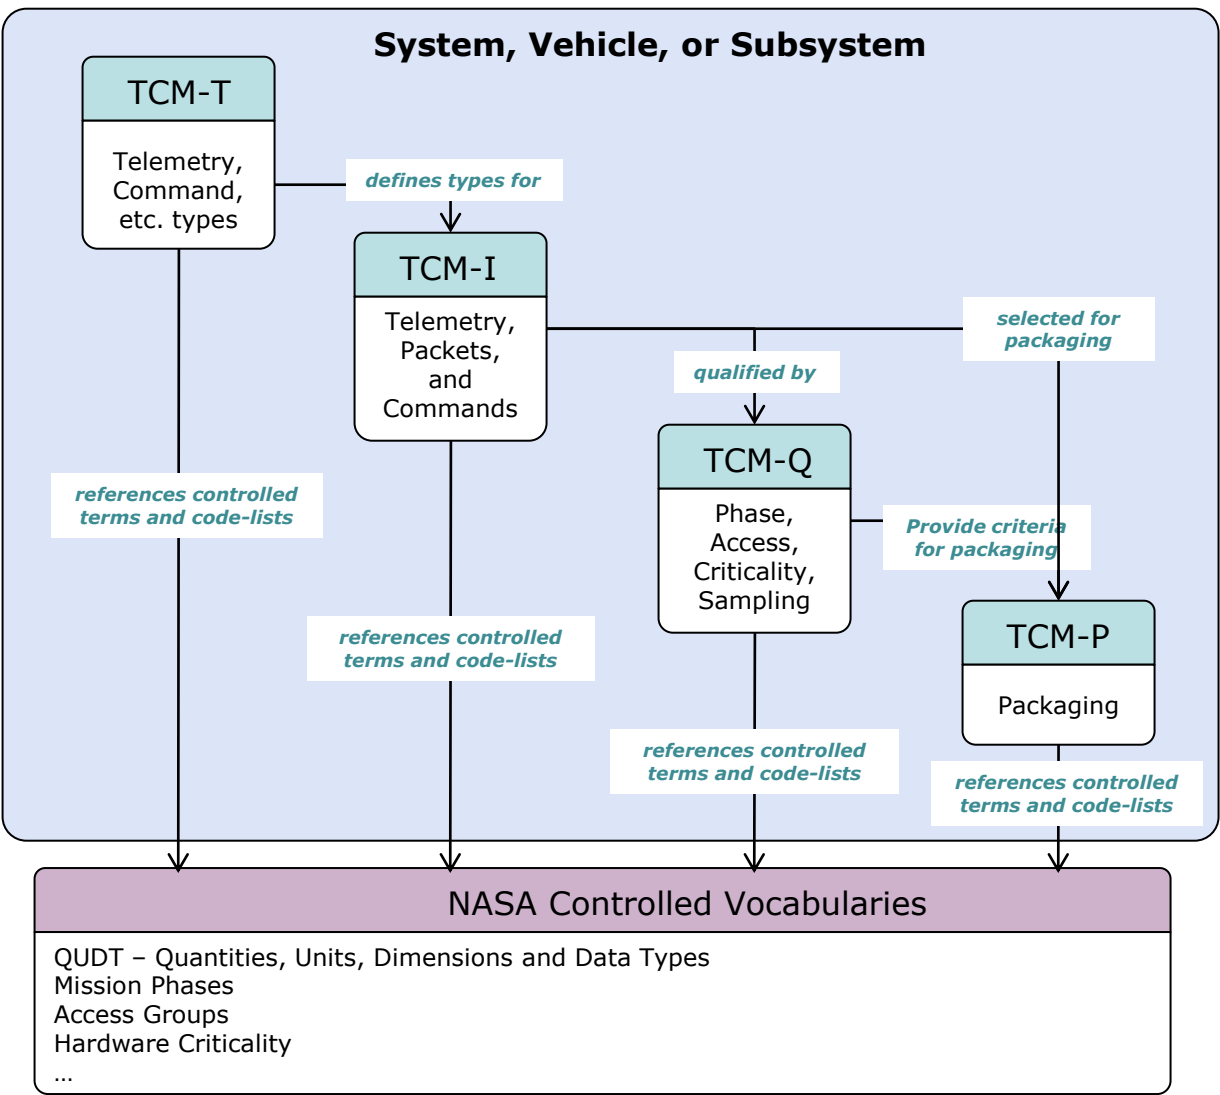 System, Vehicle, or Subsystem
TCM-T
Telemetry,
Command,
etc. types
defines types for
TCM-I
Telemetry,
Packets,
and
Commands
selected for
packaging
qualified by
TCM-Q
Phase,
Access,
Criticality,
Sampling
Provide criteria
for packaging
TCM-P
Packaging
references controlled
terms and code-lists
references controlled
terms and code-lists
references controlled
terms and code-lists
references controlled
terms and code-lists
NASA Controlled Vocabularies
QUDT – Quantities, Units, Dimensions and Data Types
Mission Phases
Access Groups
Hardware Criticality
…